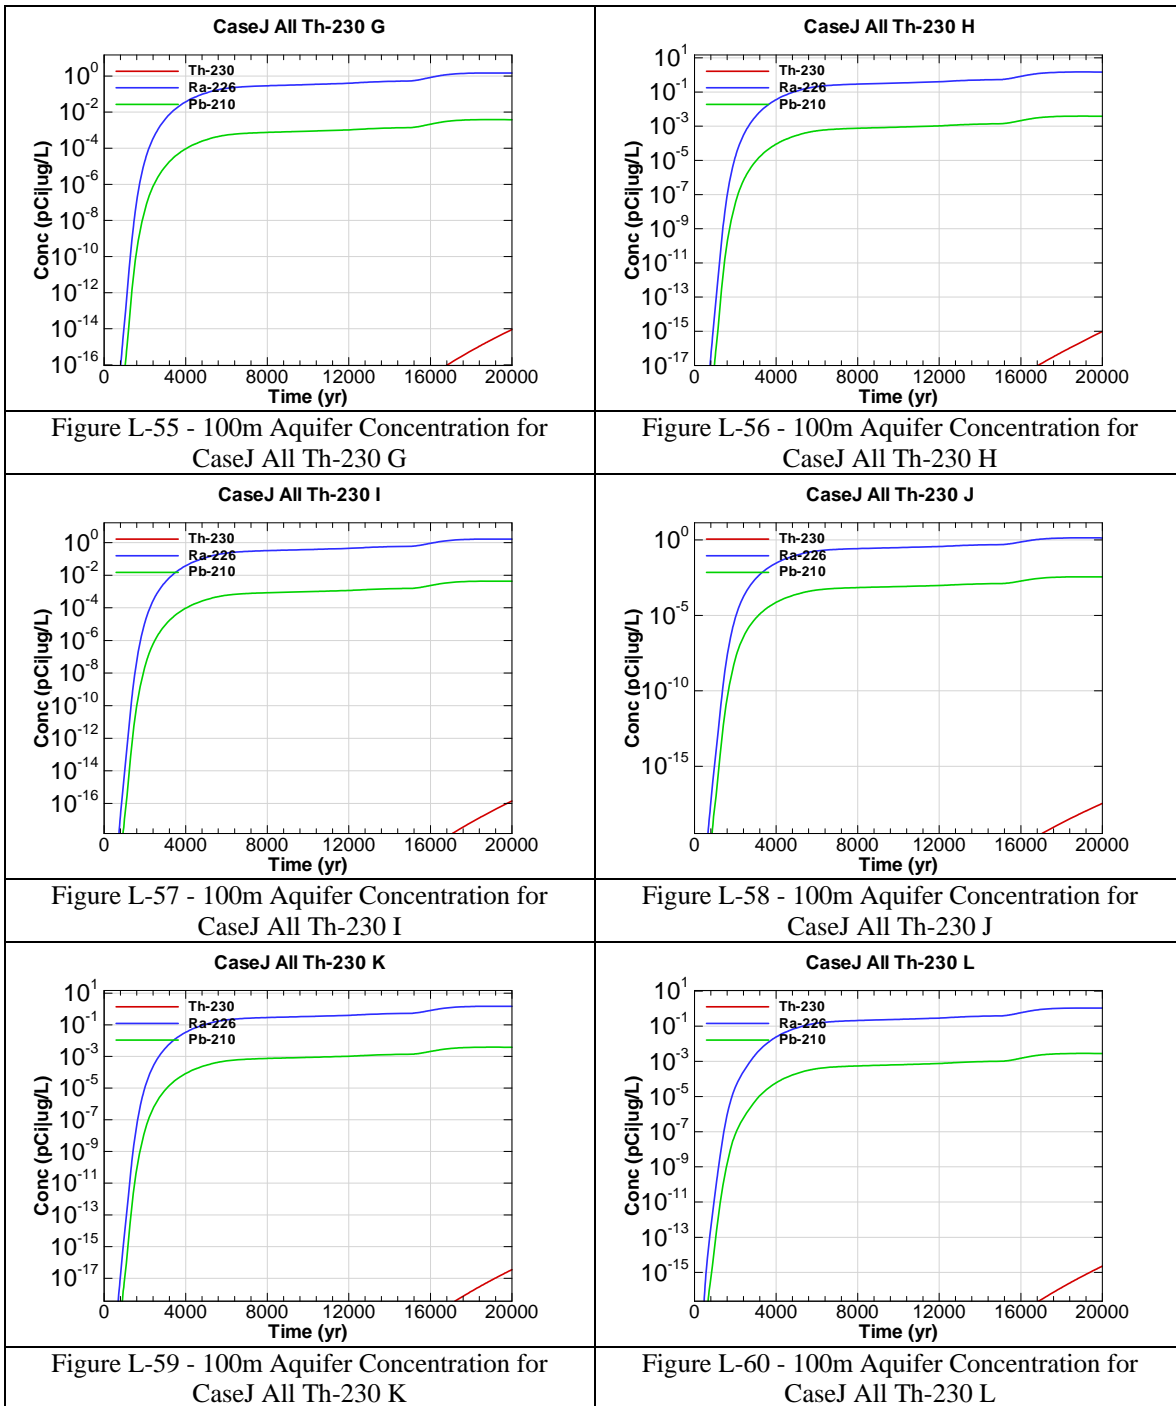 CaseJ All Th-230 G
Conc (pCi|ug/L)
10^0
10^-2
10^-4
10^-6
10^-8
10^-10
10^-12
10^-14
10^-16
Th-230
Ra-226
Pb-210
0 4000 8000 12000 16000 20000
Time (yr)
Figure L-55 - 100m Aquifer Concentration for
CaseJ All Th-230 G
CaseJ All Th-230 H
Conc (pCi|ug/L)
10^1
10^-1
10^-3
10^-5
10^-7
10^-9
10^-11
10^-13
10^-15
10^-17
Th-230
Ra-226
Pb-210
0 4000 8000 12000 16000 20000
Time (yr)
Figure L-56 - 100m Aquifer Concentration for
CaseJ All Th-230 H
CaseJ All Th-230 I
Conc (pCi|ug/L)
10^0
10^-2
10^-4
10^-6
10^-8
10^-10
10^-12
10^-14
10^-16
Th-230
Ra-226
Pb-210
0 4000 8000 12000 16000 20000
Time (yr)
Figure L-57 - 100m Aquifer Concentration for
CaseJ All Th-230 I
CaseJ All Th-230 J
Conc (pCi|ug/L)
10^0
10^-5
10^-10
10^-15
Th-230
Ra-226
Pb-210
0 4000 8000 12000 16000 20000
Time (yr)
Figure L-58 - 100m Aquifer Concentration for
CaseJ All Th-230 J
CaseJ All Th-230 K
Conc (pCi|ug/L)
10^1
10^-1
10^-3
10^-5
10^-7
10^-9
10^-11
10^-13
10^-15
10^-17
Th-230
Ra-226
Pb-210
0 4000 8000 12000 16000 20000
Time (yr)
Figure L-59 - 100m Aquifer Concentration for
CaseJ All Th-230 K
CaseJ All Th-230 L
Conc (pCi|ug/L)
10^1
10^-1
10^-3
10^-5
10^-7
10^-9
10^-11
10^-13
10^-15
Th-230
Ra-226
Pb-210
0 4000 8000 12000 16000 20000
Time (yr)
Figure L-60 - 100m Aquifer Concentration for
CaseJ All Th-230 L